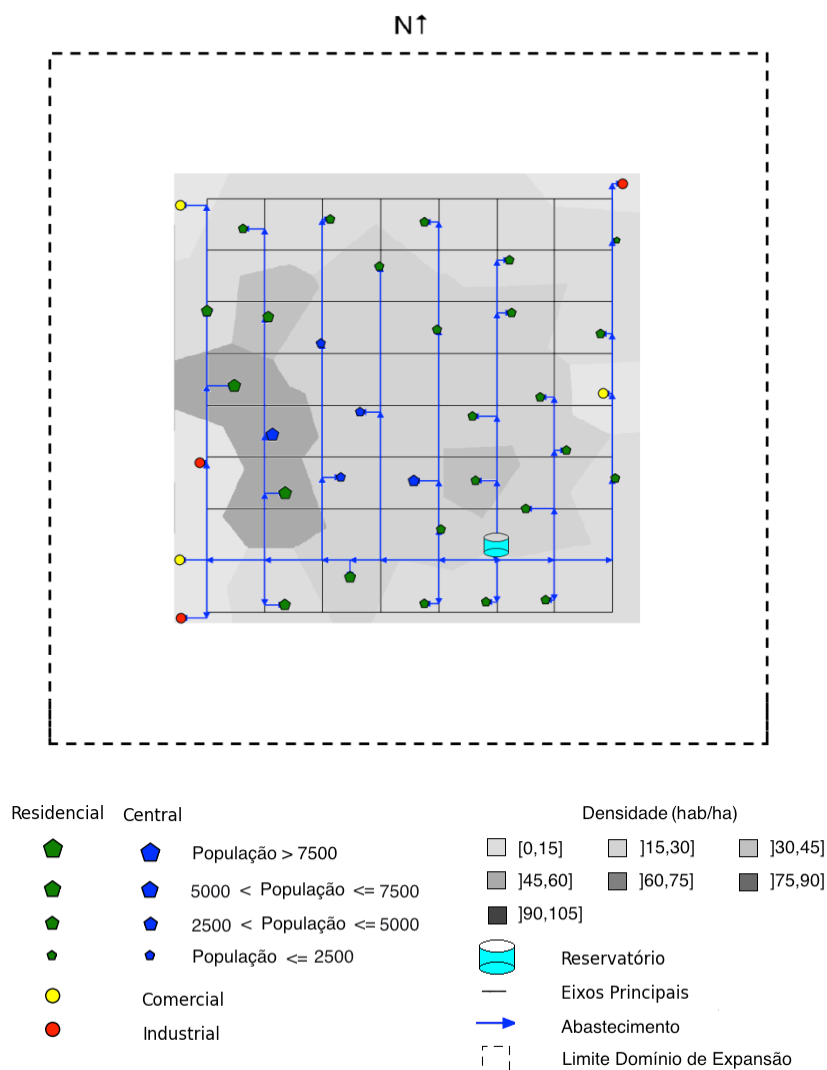 N↑
Residencial Central
População > 7500
5000 < População <= 7500
2500 < População <= 5000
População <= 2500
Comercial
Industrial
Densidade (hab/ha)
[0,15] ]15,30] ]30,45]
]45,60] ]60,75] ]75,90]
]90,105]
Reservatório
Eixos Principais
Abastecimento
Limite Domínio de Expansão